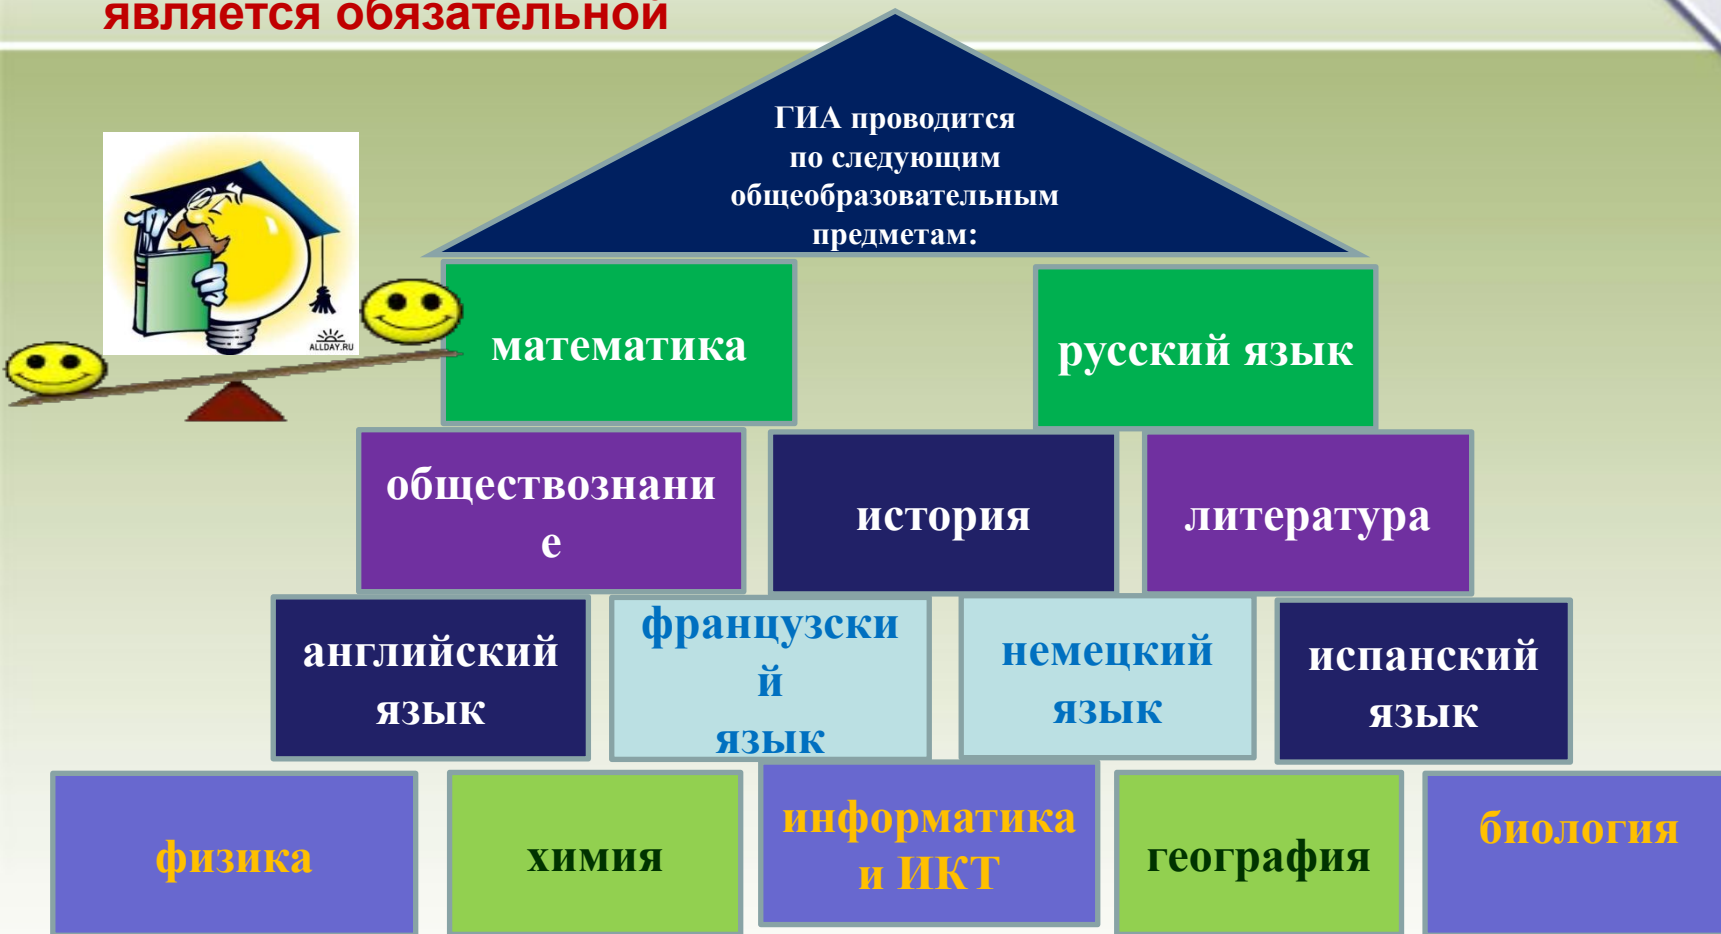 является обязательной
ГИА проводится
по следующим
общеобразовательным
предметам:
ALLDAY.RU
математика
русский язык
обществознани
е
история
литература
английский
язык
французски
й
язык
немецкий
язык
испанский
язык
физика
химия
информатика
и ИКТ
география
биология